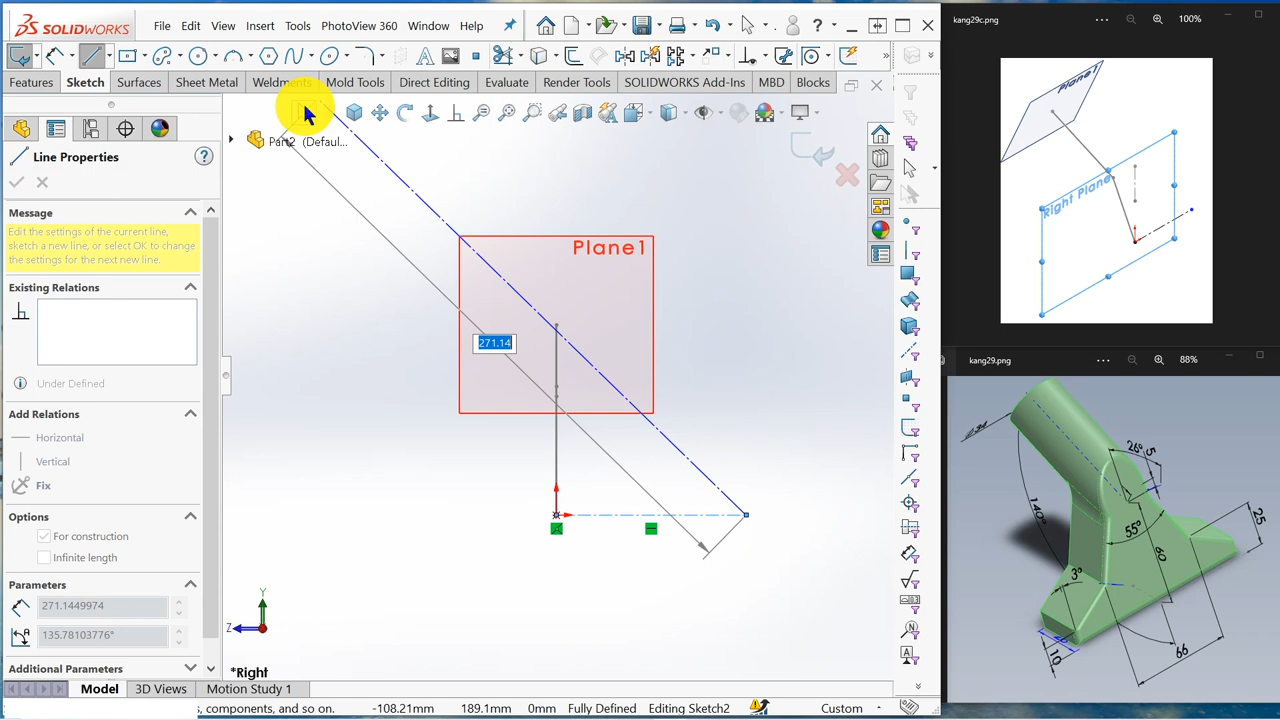 SOLIDWORKS File Edit View Insert Tools PhotoView 360 Window Help
Features Sketch Surfaces Sheet Metal Weldments Mold Tools Direct Editing Evaluate Render Tools SOLIDWORKS Add-Ins MBD Blocks
Part2 (Defaul...
Line Properties
?
Message
Edit the settings of the current line, sketch a new line, or select OK to change the settings for the next new line.
Existing Relations
Under Defined
Add Relations
Horizontal
Vertical
Fix
Options
For construction
Infinite length
Parameters
271.1449974
135.78103776°
Additional Parameters
Plane1
271.14
Y
Z
*Right
Model 3D Views Motion Study 1
s, components, and so on. -108.21mm 189.1mm 0mm Fully Defined Editing Sketch2 Custom
kang29c.png
100%
Plane1
Right Plane
kang29.png
88%
26°
5
140°
55°
60
25
3°
10
66